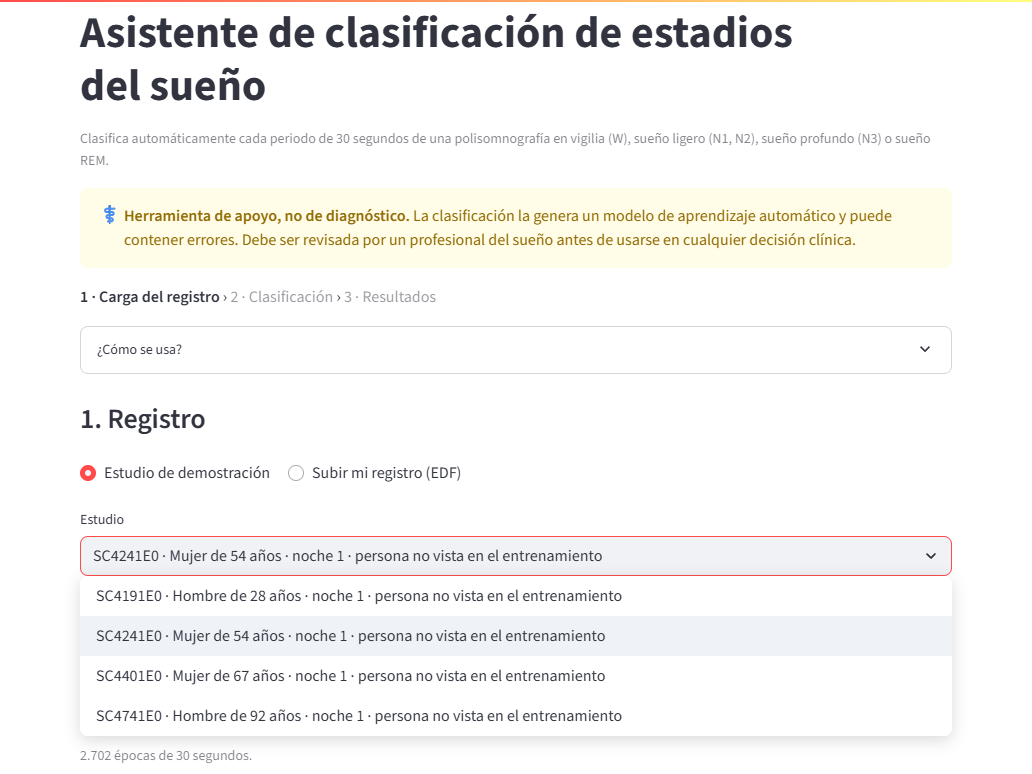 Asistente de clasificación de estadios
del sueño
Clasifica automáticamente cada periodo de 30 segundos de una polisomnografía en vigilia (W), sueño ligero (N1, N2), sueño profundo (N3) o sueño
REM.
Herramienta de apoyo, no de diagnóstico. La clasificación la genera un modelo de aprendizaje automático y puede
contener errores. Debe ser revisada por un profesional del sueño antes de usarse en cualquier decisión clínica.
1 · Carga del registro › 2 · Clasificación › 3 · Resultados
¿Cómo se usa?
1. Registro
Estudio de demostración Subir mi registro (EDF)
Estudio
SC4241E0 · Mujer de 54 años · noche 1 · persona no vista en el entrenamiento
SC4191E0 · Hombre de 28 años · noche 1 · persona no vista en el entrenamiento
SC4241E0 · Mujer de 54 años · noche 1 · persona no vista en el entrenamiento
SC4401E0 · Mujer de 67 años · noche 1 · persona no vista en el entrenamiento
SC4741E0 · Hombre de 92 años · noche 1 · persona no vista en el entrenamiento
2.702 épocas de 30 segundos.